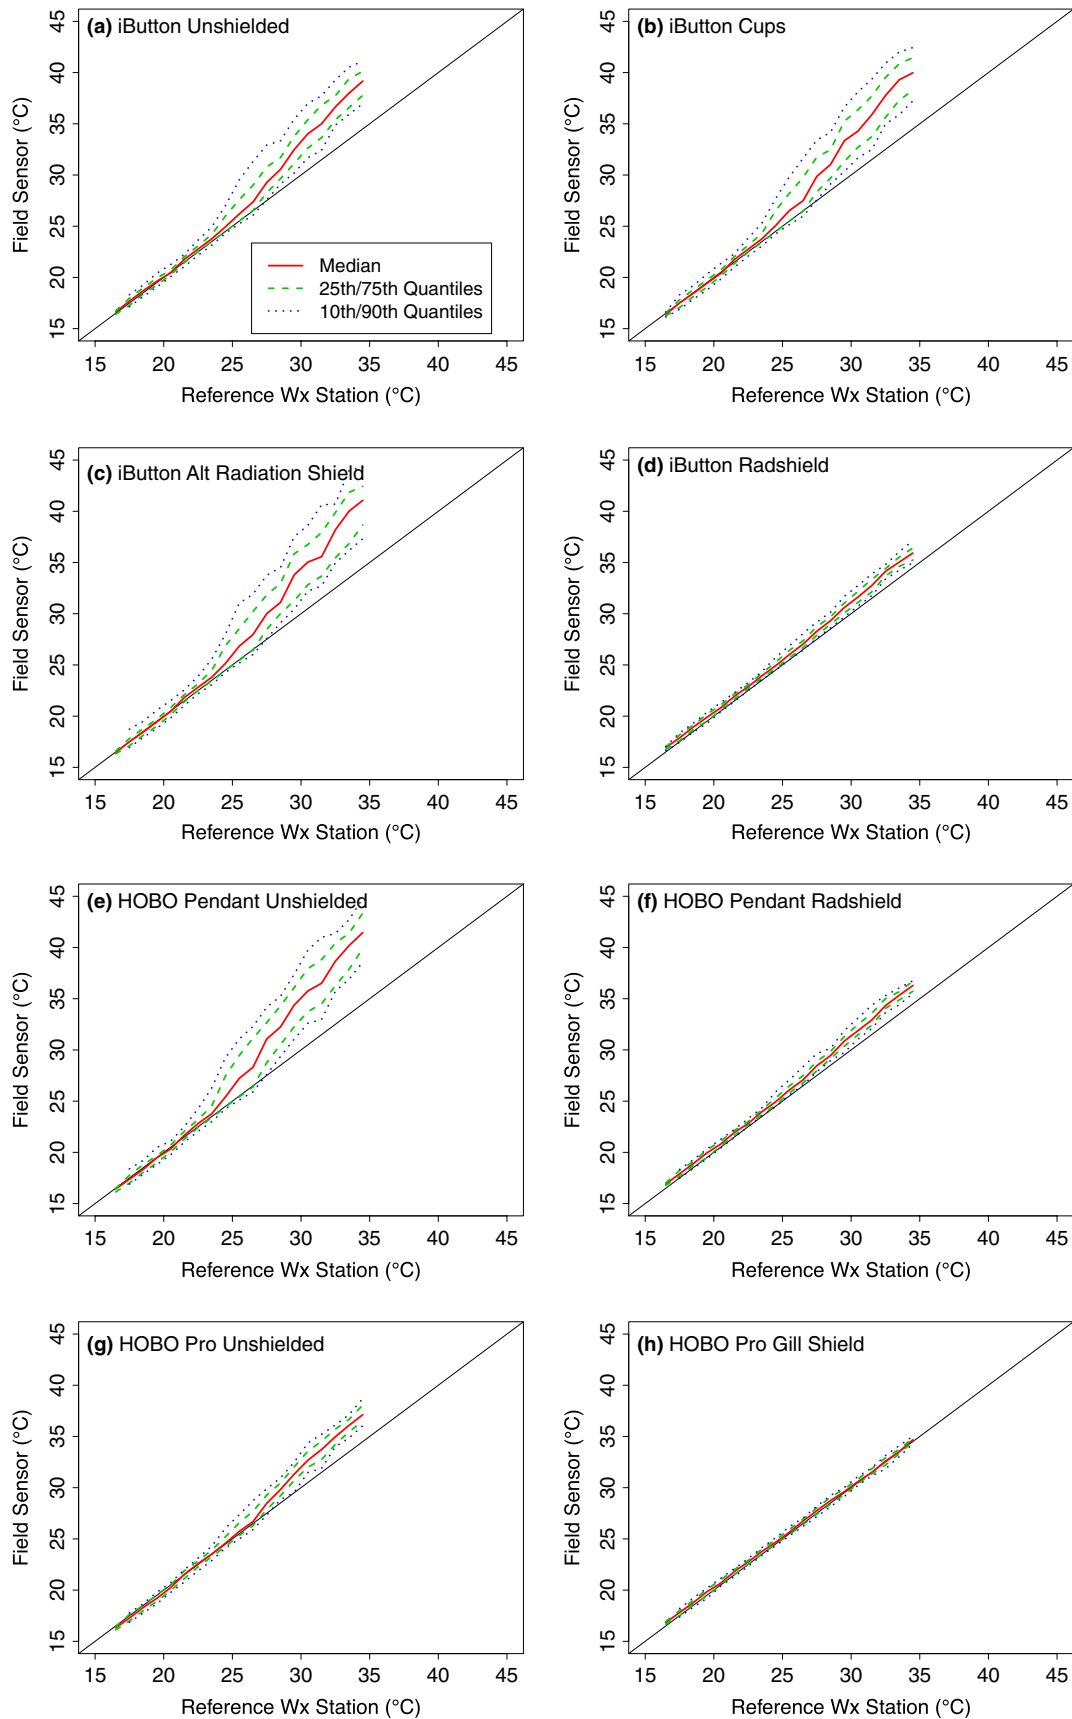 (a) iButton Unshielded
45
40
35
30
25
20
15
Field Sensor (°C)
Median
25th/75th Quantiles
10th/90th Quantiles
15 20 25 30 35 40 45
Reference Wx Station (°C)
(b) iButton Cups
45
40
35
30
25
20
15
Field Sensor (°C)
15 20 25 30 35 40 45
Reference Wx Station (°C)
(c) iButton Alt Radiation Shield
45
40
35
30
25
20
15
Field Sensor (°C)
15 20 25 30 35 40 45
Reference Wx Station (°C)
(d) iButton Radshield
45
40
35
30
25
20
15
Field Sensor (°C)
15 20 25 30 35 40 45
Reference Wx Station (°C)
(e) HOBO Pendant Unshielded
45
40
35
30
25
20
15
Field Sensor (°C)
15 20 25 30 35 40 45
Reference Wx Station (°C)
(f) HOBO Pendant Radshield
45
40
35
30
25
20
15
Field Sensor (°C)
15 20 25 30 35 40 45
Reference Wx Station (°C)
(g) HOBO Pro Unshielded
45
40
35
30
25
20
15
Field Sensor (°C)
15 20 25 30 35 40 45
Reference Wx Station (°C)
(h) HOBO Pro Gill Shield
45
40
35
30
25
20
15
Field Sensor (°C)
15 20 25 30 35 40 45
Reference Wx Station (°C)